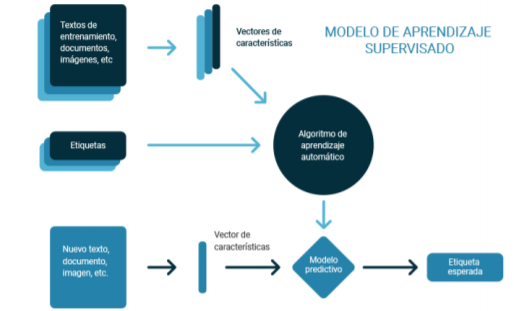 Textos de
entrenamiento,
documentos,
imágenes, etc
Vectores de
características
MODELO DE APRENDIZAJE
SUPERVISADO
Etiquetas
Algoritmo de
aprendizaje
automático
Nuevo texto,
documento,
imagen, etc.
Vector de
características
Modelo
predictivo
Etiqueta
esperada